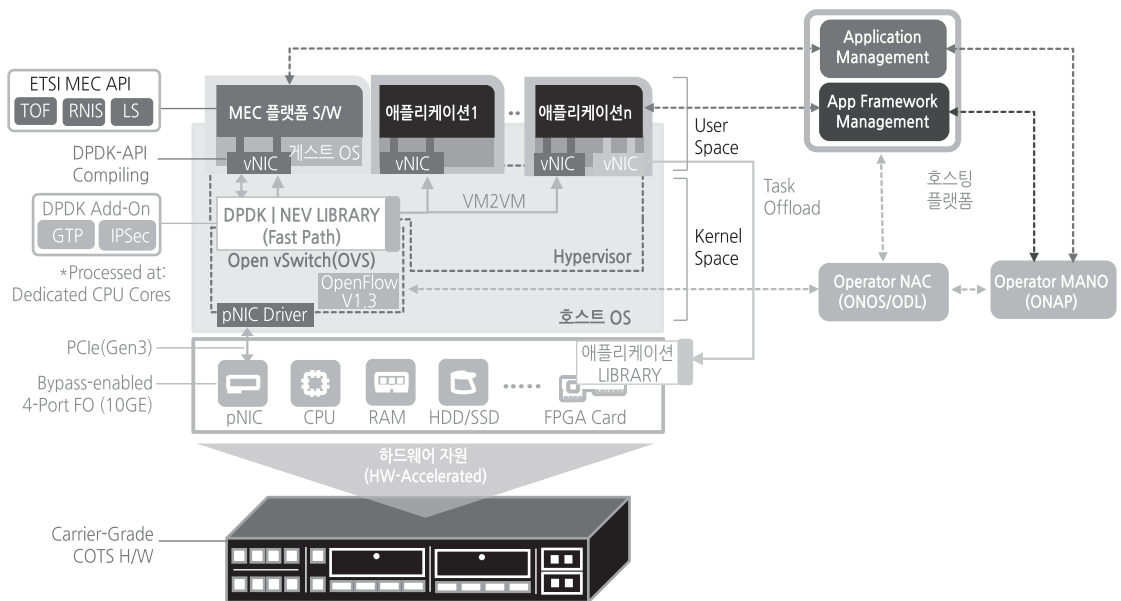 Application
Management
App Framework
Management
ETSI MEC API
TOF
RNIS
LS
MEC 플랫폼 S/W
애플리케이션1
..
애플리케이션n
User
Space
게스트 OS
vNIC
vNIC
vNIC
vNIC
DPDK-API
Compiling
DPDK Add-On
GTP
IPSec
*Processed at:
Dedicated CPU Cores
DPDK | NEV LIBRARY
(Fast Path)
Open vSwitch(OVS)
VM2VM
Hypervisor
Kernel
Space
Task
Offload
호스팅
플랫폼
OpenFlow
V1.3
Operator NAC
(ONOS/ODL)
Operator MANO
(ONAP)
pNIC Driver
호스트 OS
PCIe(Gen3)
애플리케이션
LIBRARY
Bypass-enabled
4-Port FO (10GE)
pNIC
CPU
RAM
HDD/SSD
.....
FPGA Card
하드웨어 자원
(HW-Accelerated)
Carrier-Grade
COTS H/W